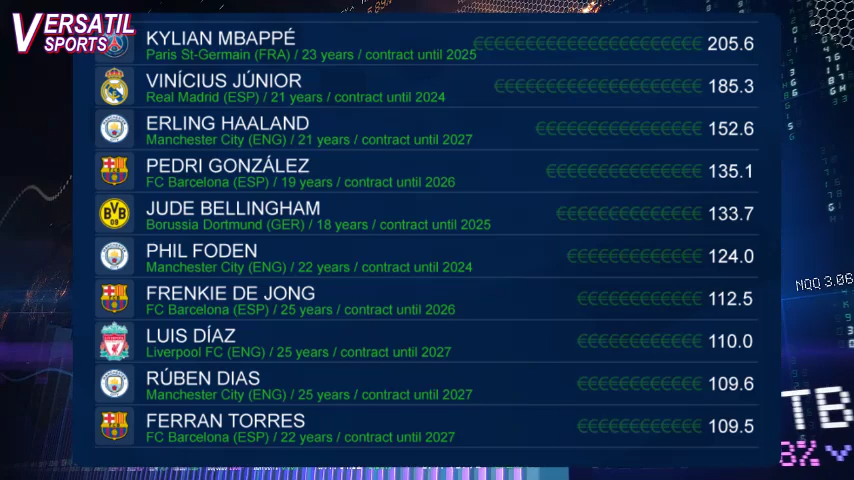 VERSATIL
SPORTS
KYLIAN MBAPPÉ
Paris St-Germain (FRA) / 23 years / contract until 2025
€€€€€€€€€€€€€€€€€€€€€€ 205.6
VINÍCIUS JÚNIOR
Real Madrid (ESP) / 21 years / contract until 2024
€€€€€€€€€€€€€€€€€€€€ 185.3
ERLING HAALAND
Manchester City (ENG) / 21 years / contract until 2027
€€€€€€€€€€€€€€€€ 152.6
PEDRI GONZÁLEZ
FC Barcelona (ESP) / 19 years / contract until 2026
€€€€€€€€€€€€€€€ 135.1
JUDE BELLINGHAM
Borussia Dortmund (GER) / 18 years / contract until 2025
€€€€€€€€€€€€€€ 133.7
PHIL FODEN
Manchester City (ENG) / 22 years / contract until 2024
€€€€€€€€€€€€€ 124.0
FRENKIE DE JONG
FC Barcelona (ESP) / 25 years / contract until 2026
€€€€€€€€€€€€ 112.5
LUIS DÍAZ
Liverpool FC (ENG) / 25 years / contract until 2027
€€€€€€€€€€€€ 110.0
RÚBEN DIAS
Manchester City (ENG) / 25 years / contract until 2027
€€€€€€€€€€€€ 109.6
FERRAN TORRES
FC Barcelona (ESP) / 22 years / contract until 2027
€€€€€€€€€€€€ 109.5
NQQ 3.06
TB
8%